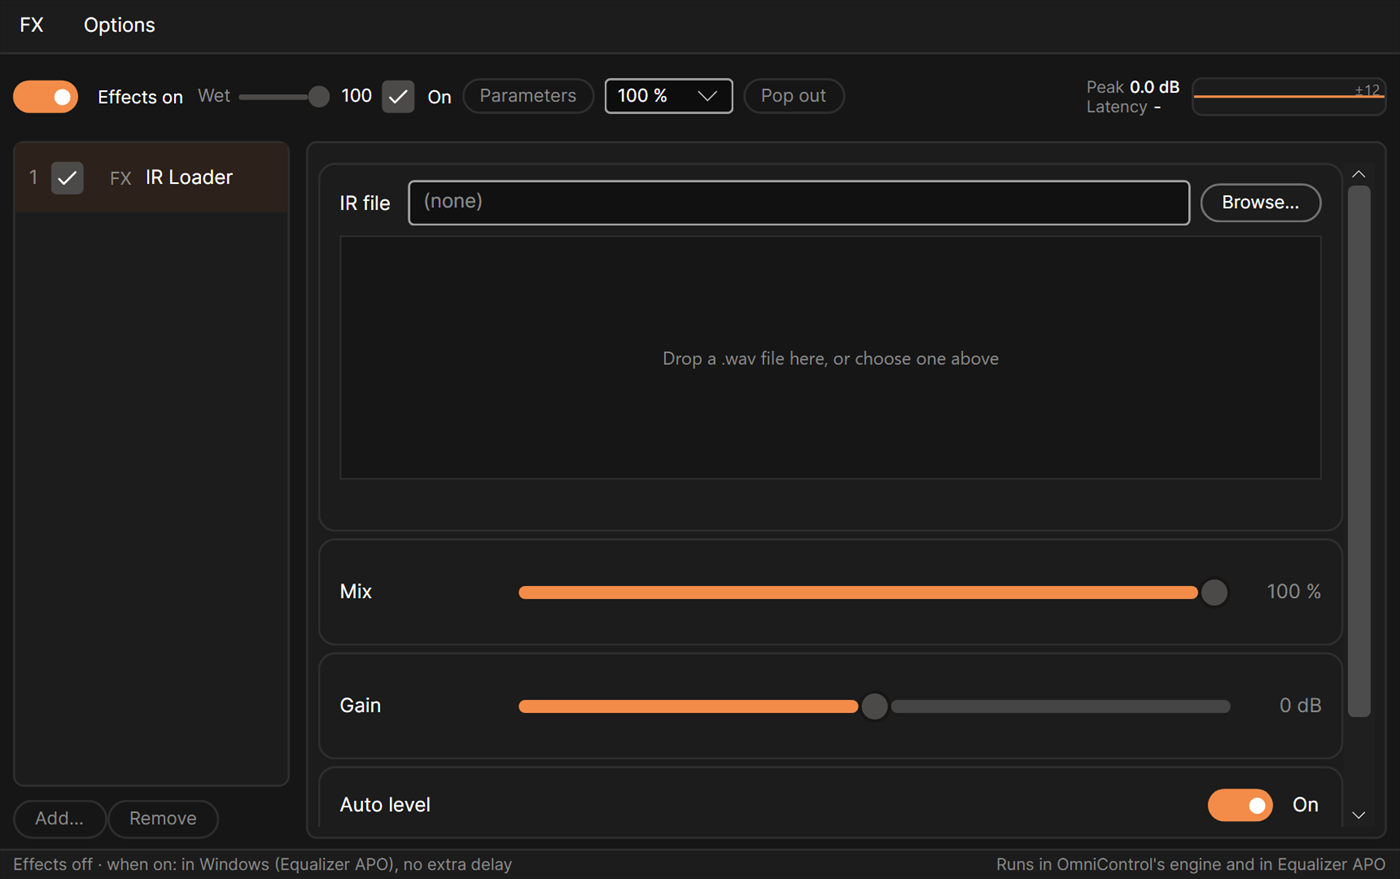 FX Options
Effects on Wet 100 On Parameters 100 % Pop out
Peak 0.0 dB
Latency -
±12
1 FX IR Loader
IR file (none) Browse...
Drop a .wav file here, or choose one above
Mix 100 %
Gain 0 dB
Auto level On
Add... Remove
Effects off · when on: in Windows (Equalizer APO), no extra delay
Runs in OmniControl's engine and in Equalizer APO